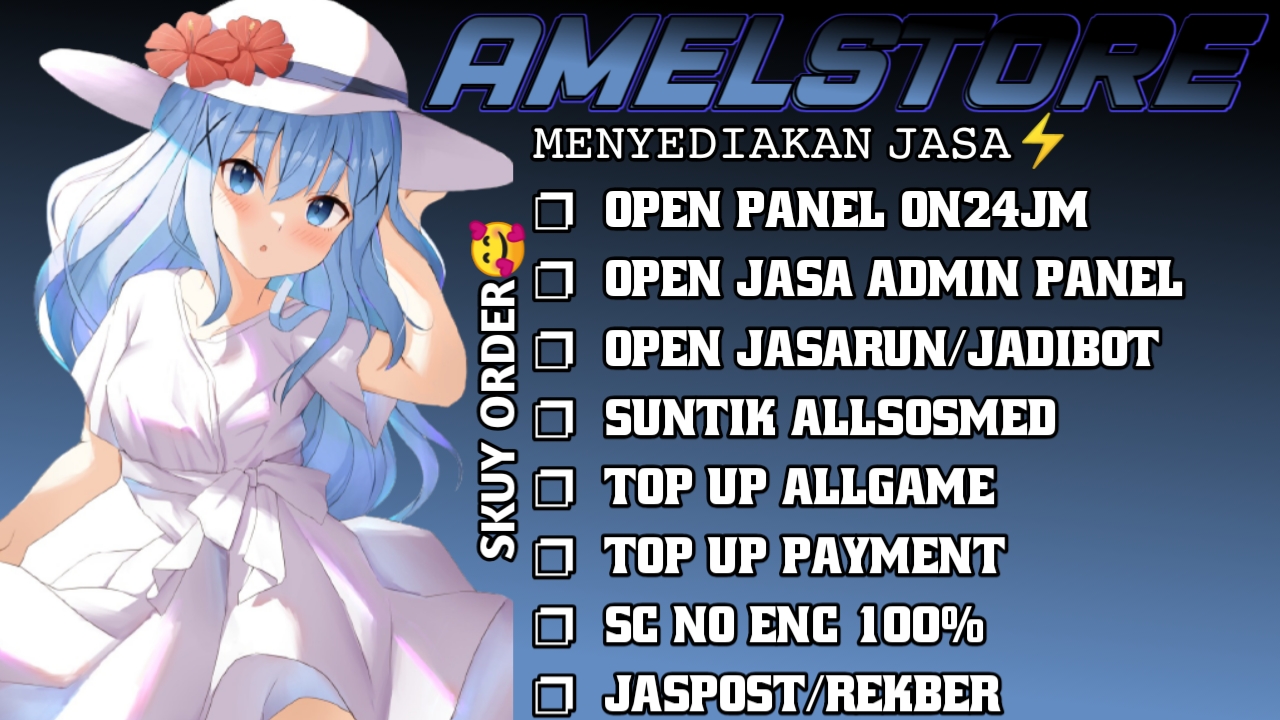 AMELSTORE
MENYEDIAKAN JASA⚡
❏ OPEN PANEL ON24JM
❏ OPEN JASA ADMIN PANEL
❏ OPEN JASARUN/JADIBOT
❏ SUNTIK ALLSOSMED
❏ TOP UP ALLGAME
❏ TOP UP PAYMENT
❏ SC NO ENC 100%
❏ JASPOST/REKBER
SKUY ORDER🥰